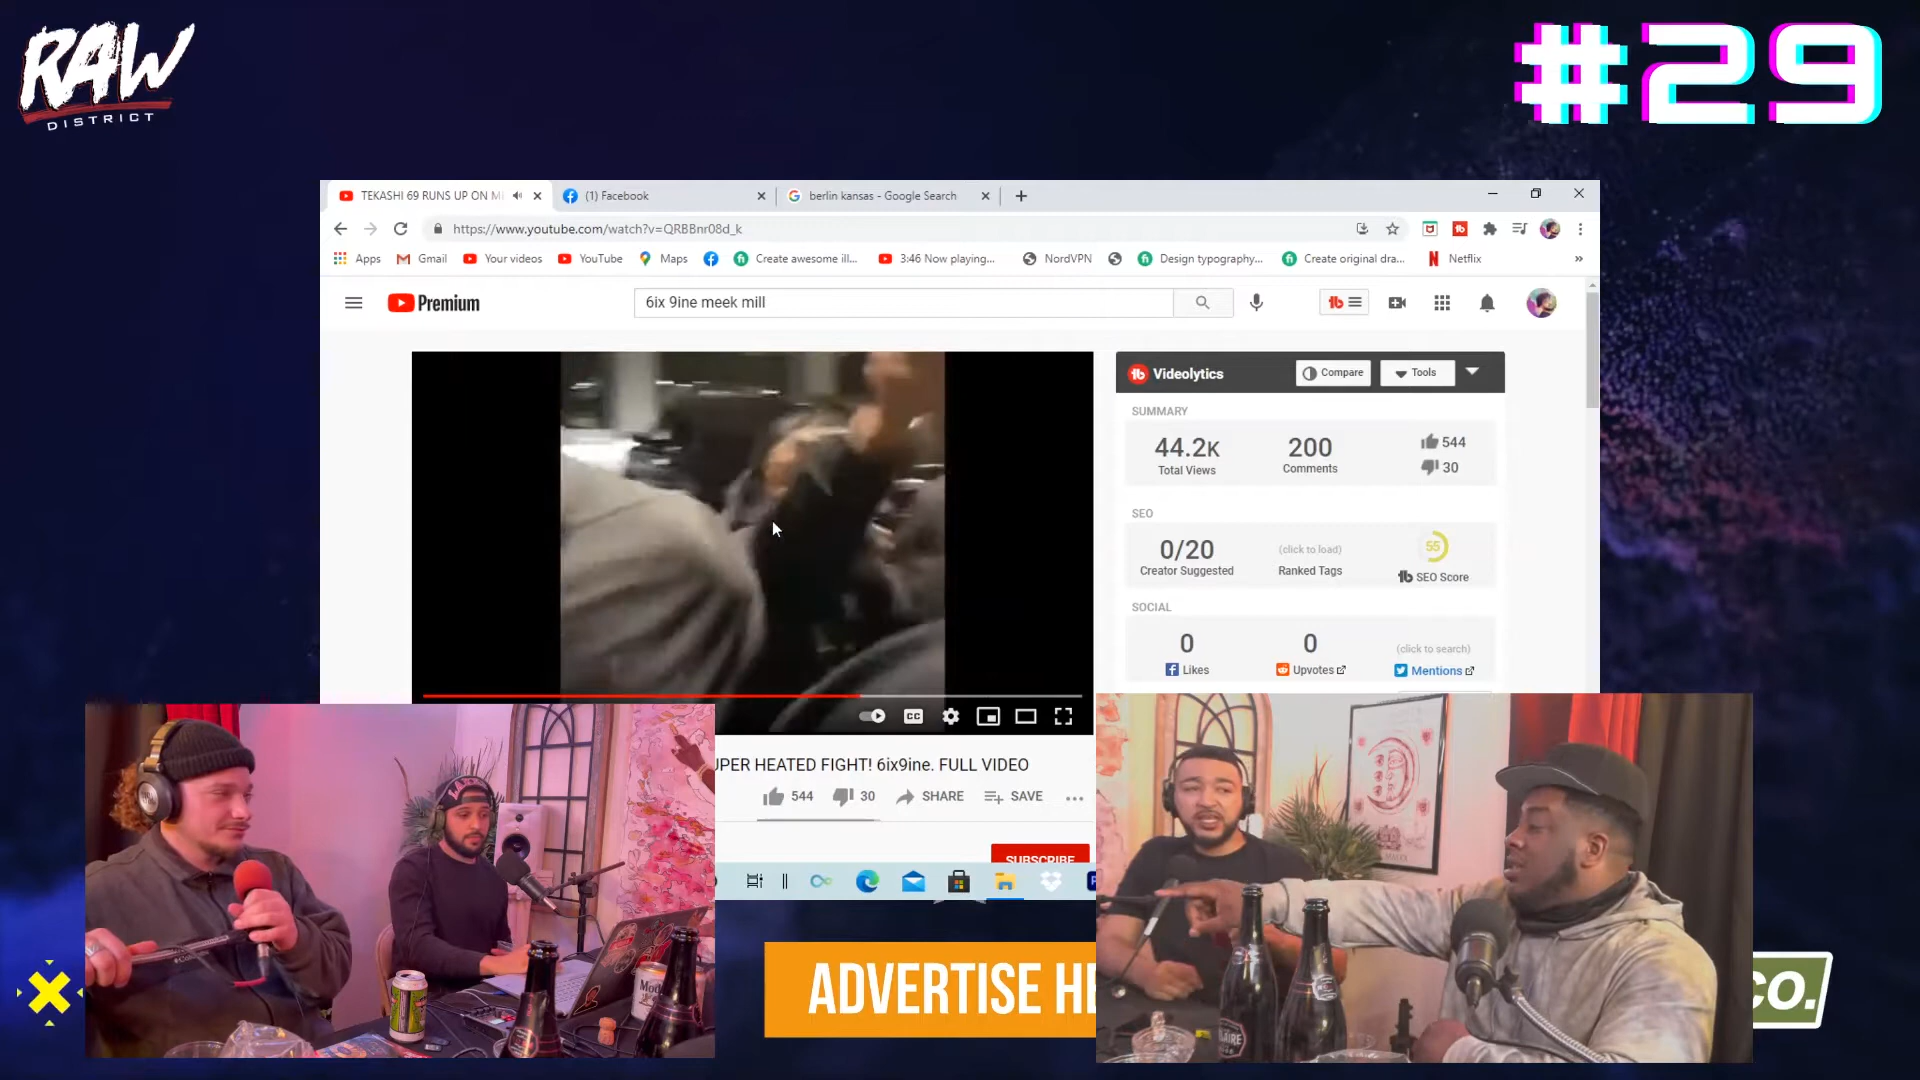 RAW
DISTRICT
#29
TEKASHI 69 RUNS UP ON M
(1) Facebook
berlin kansas - Google Search
https://www.youtube.com/watch?v=QRBBnr08d_k
Apps
Gmail
Your videos
YouTube
Maps
Create awesome ill...
3:46 Now playing...
NordVPN
Design typography,...
Create original dra...
Netflix
»
Premium
6ix 9ine meek mill
Videolytics
Compare
Tools
SUMMARY
44.2K
Total Views
200
Comments
544
30
SEO
0/20
Creator Suggested
(click to load)
Ranked Tags
55
SEO Score
SOCIAL
0
Likes
0
Upvotes
(click to search)
Mentions
CC
UPER HEATED FIGHT! 6ix9ine. FULL VIDEO
544
30
SHARE
SAVE
SUBSCRIBE
ADVERTISE HE
CO.